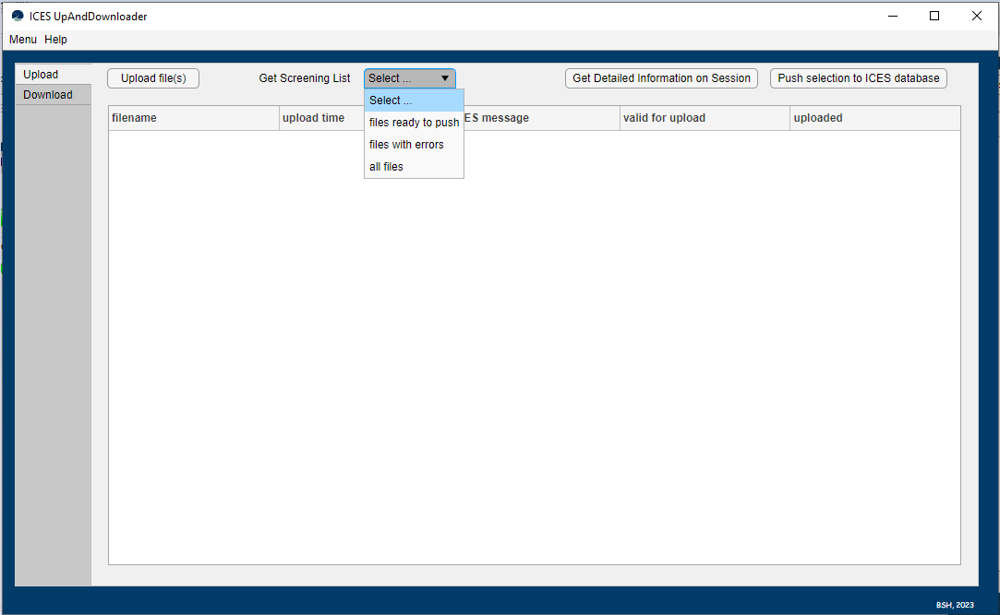 ICES UpAndDownloader
Menu Help
Upload
Download
Upload file(s)
Get Screening List
Select ...
Get Detailed Information on Session
Push selection to ICES database
Select ...
files ready to push
files with errors
all files
filename
upload time
ES message
valid for upload
uploaded
BSH, 2023